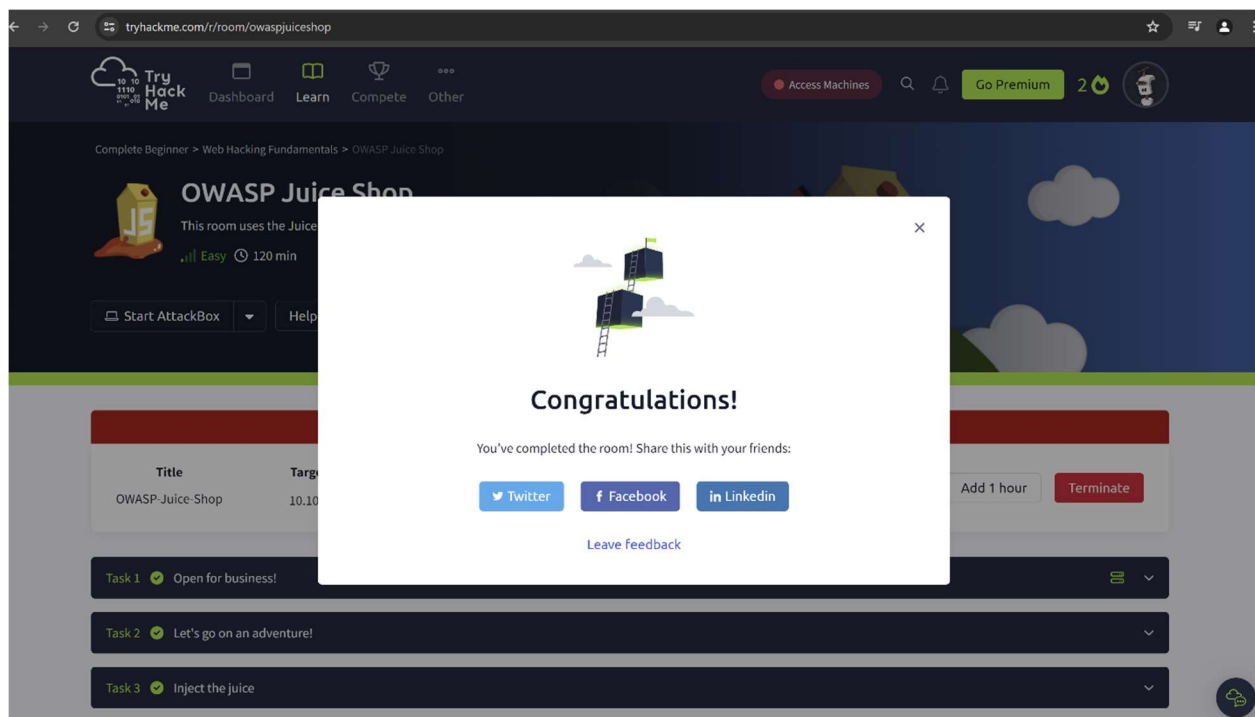 tryhackme.com/r/room/owaspjuiceshop
Try
Hack
Me
Dashboard Learn Compete Other
Access Machines
Go Premium
2
Complete Beginner > Web Hacking Fundamentals > OWASP Juice Shop
OWASP Juice Shop
This room uses the Juice
Easy 120 min
Start AttackBox
Help
Congratulations!
You've completed the room! Share this with your friends:
Twitter
Facebook
Linkedin
Leave feedback
Title
OWASP-Juice-Shop
10.10
Add 1 hour
Terminate
Task 1 Open for business!
Task 2 Let's go on an adventure!
Task 3 Inject the juice